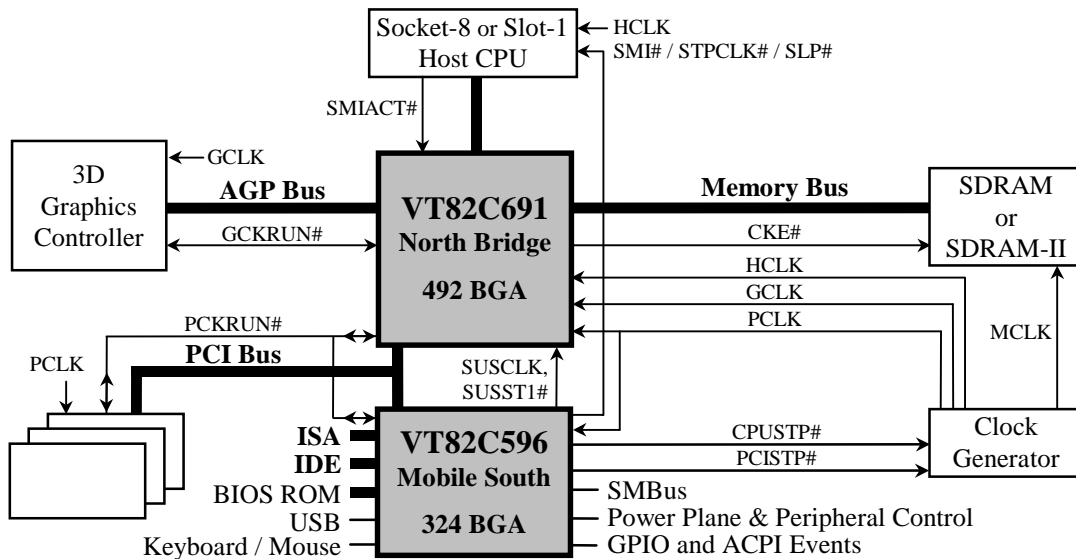 Socket-8 or Slot-1
Host CPU
HCLK
SMI# / STPCLK# / SLP#
SMIACT#
3D
Graphics
Controller
GCLK
AGP Bus
GCKRUN#
VT82C691
North Bridge
492 BGA
Memory Bus
CKE#
SDRAM
or
SDRAM-II
HCLK
GCLK
PCLK
MCLK
PCKRUN#
PCI Bus
PCLK
SUSCLK,
SUSST1#
ISA
IDE
BIOS ROM
USB
Keyboard / Mouse
VT82C596
Mobile South
324 BGA
CPUSTP#
PCISTP#
Clock
Generator
SMBus
Power Plane & Peripheral Control
GPIO and ACPI Events